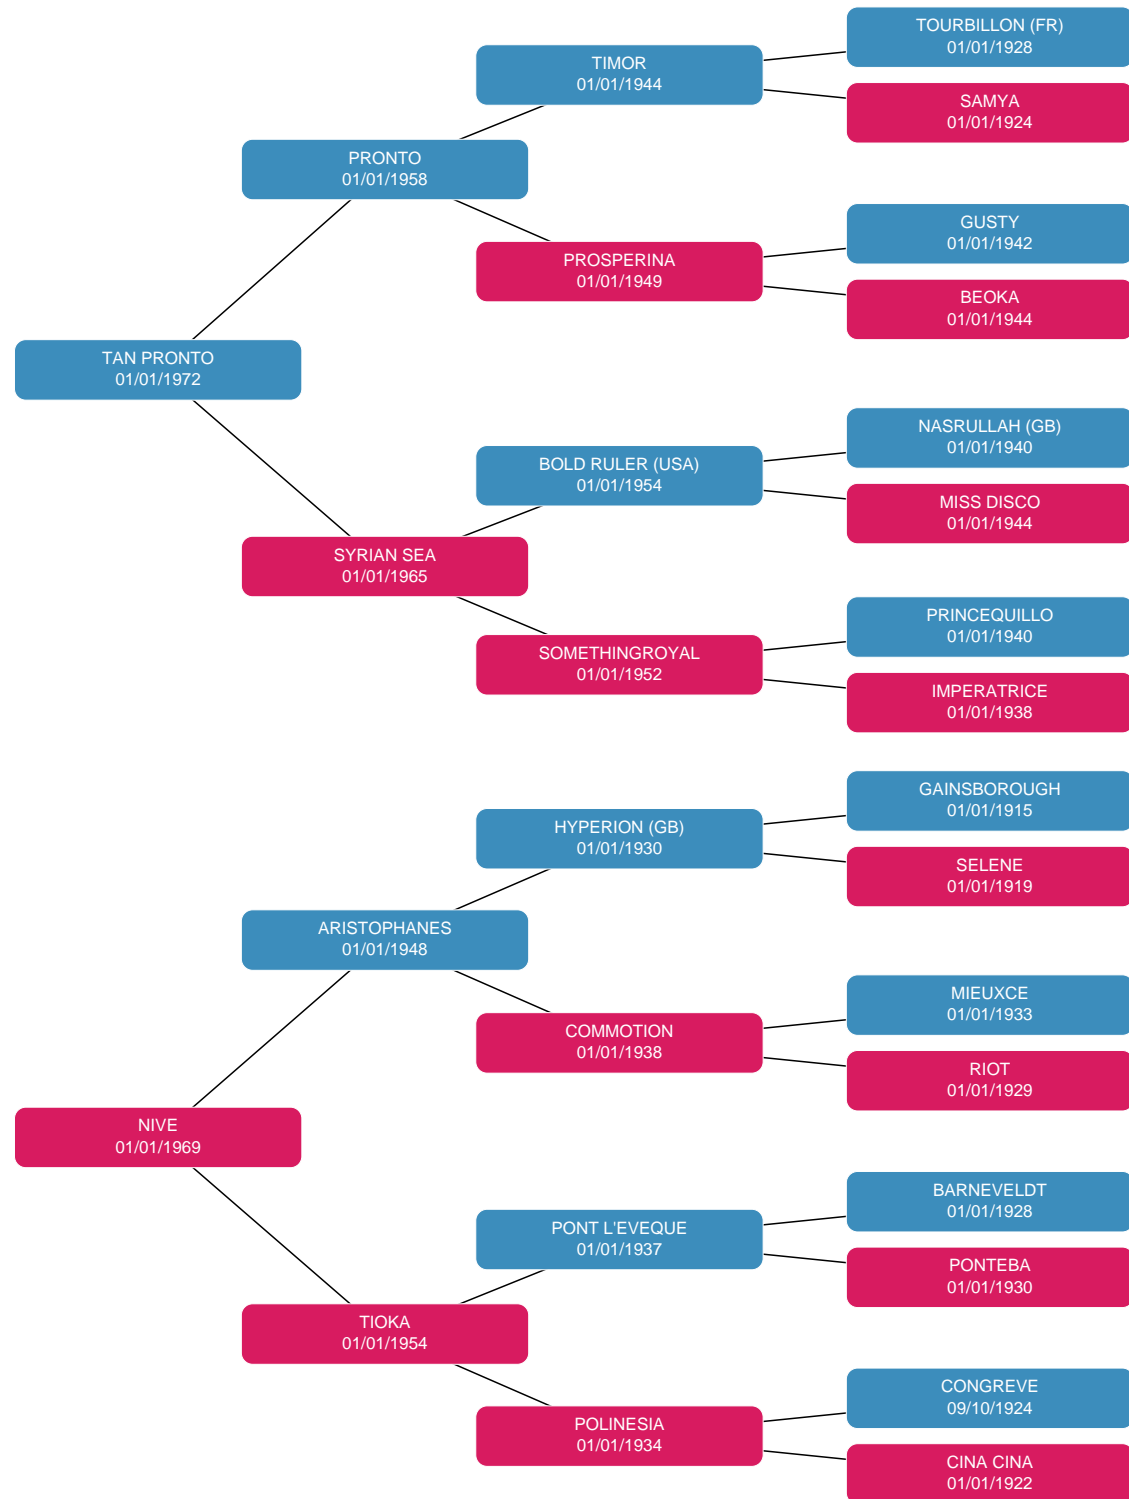 TOURBILLON (FR)
01/01/1928
TIMOR
01/01/1944
SAMYA
01/01/1924
PRONTO
01/01/1958
GUSTY
01/01/1942
PROSPERINA
01/01/1949
BEOKA
01/01/1944
TAN PRONTO
01/01/1972
NASRULLAH (GB)
01/01/1940
BOLD RULER (USA)
01/01/1954
MISS DISCO
01/01/1944
SYRIAN SEA
01/01/1965
PRINCEQUILLO
01/01/1940
SOMETHINGROYAL
01/01/1952
IMPERATRICE
01/01/1938
GAINSBOROUGH
01/01/1915
HYPERION (GB)
01/01/1930
SELENE
01/01/1919
ARISTOPHANES
01/01/1948
MIEUXCE
01/01/1933
COMMOTION
01/01/1938
RIOT
01/01/1929
NIVE
01/01/1969
BARNEVELDT
01/01/1928
PONT L'EVEQUE
01/01/1937
PONTEBA
01/01/1930
TIOKA
01/01/1954
CONGREVE
09/10/1924
POLINESIA
01/01/1934
CINA CINA
01/01/1922